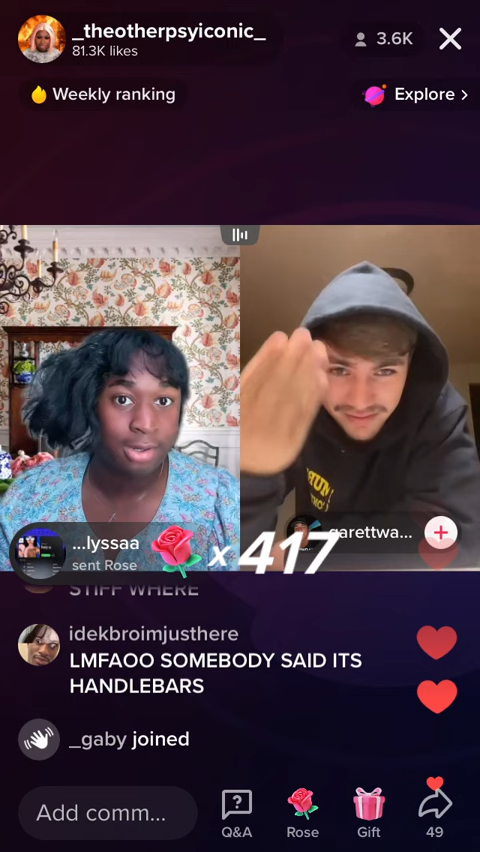 _theotherpsyiconic_
81.3K likes
3.6K
Weekly ranking
Explore >
...lyssaa
sent Rose
x 417
garettwa...
STIFF WHERE
idekbroimjusthere
LMFAOO SOMEBODY SAID ITS
HANDLEBARS
_gaby joined
Add comm...
Q&A
Rose
Gift
49